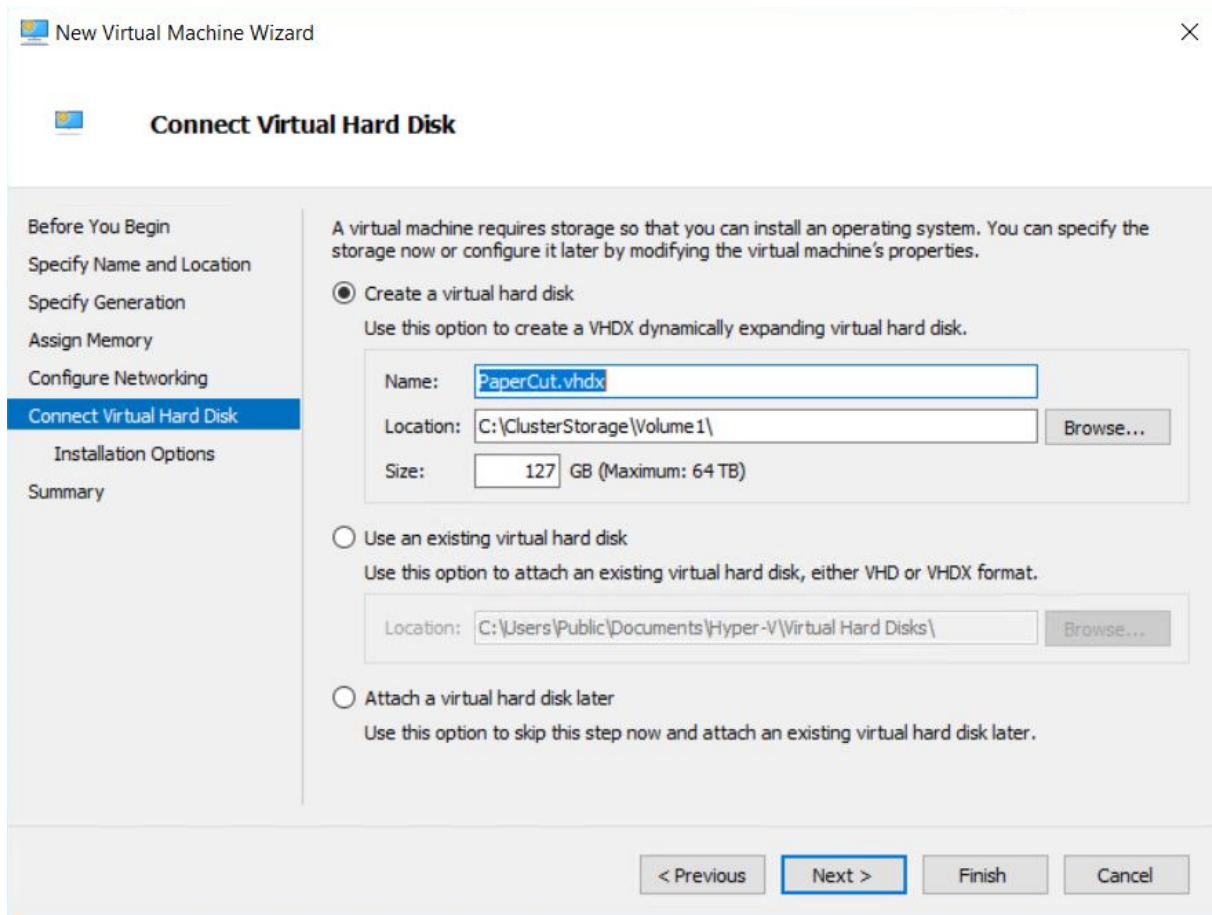 New Virtual Machine Wizard
Connect Virtual Hard Disk
Before You Begin
Specify Name and Location
Specify Generation
Assign Memory
Configure Networking
Connect Virtual Hard Disk
Installation Options
Summary
A virtual machine requires storage so that you can install an operating system. You can specify the
storage now or configure it later by modifying the virtual machine's properties.
Create a virtual hard disk
Use this option to create a VHDX dynamically expanding virtual hard disk.
Name: PaperCut.vhdx
Location: C:\ClusterStorage\Volume1\ Browse...
Size: 127 GB (Maximum: 64 TB)
Use an existing virtual hard disk
Use this option to attach an existing virtual hard disk, either VHD or VHDX format.
Location: C:\Users\Public\Documents\Hyper-V\Virtual Hard Disks\ Browse...
Attach a virtual hard disk later
Use this option to skip this step now and attach an existing virtual hard disk later.
< Previous Next > Finish Cancel